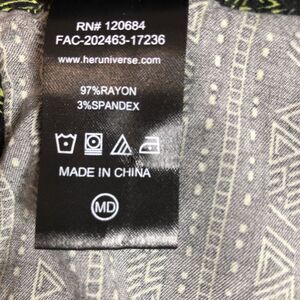 RN# 120684
FAC-202463-17236
www.heruniverse.com
97%RAYON
3%SPANDEX
MADE IN CHINA
MD